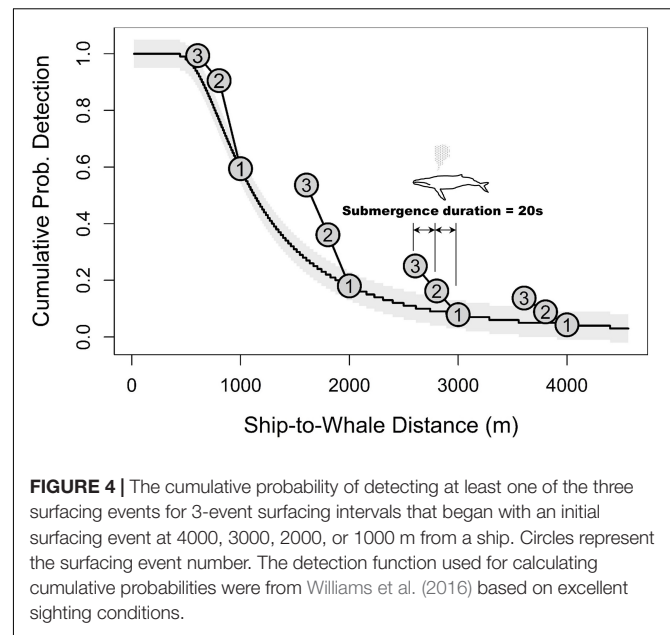 Cumulative Prob. Detection
1.0
0.8
0.6
0.4
0.2
0.0
3
2
1
3
2
1
Submergence duration = 20s
3
2
1
3
2
1
0
1000
2000
3000
4000
Ship-to-Whale Distance (m)
FIGURE 4 | The cumulative probability of detecting at least one of the three
surfacing events for 3-event surfacing intervals that began with an initial
surfacing event at 4000, 3000, 2000, or 1000 m from a ship. Circles represent
the surfacing event number. The detection function used for calculating
cumulative probabilities were from Williams et al. (2016) based on excellent
sighting conditions.